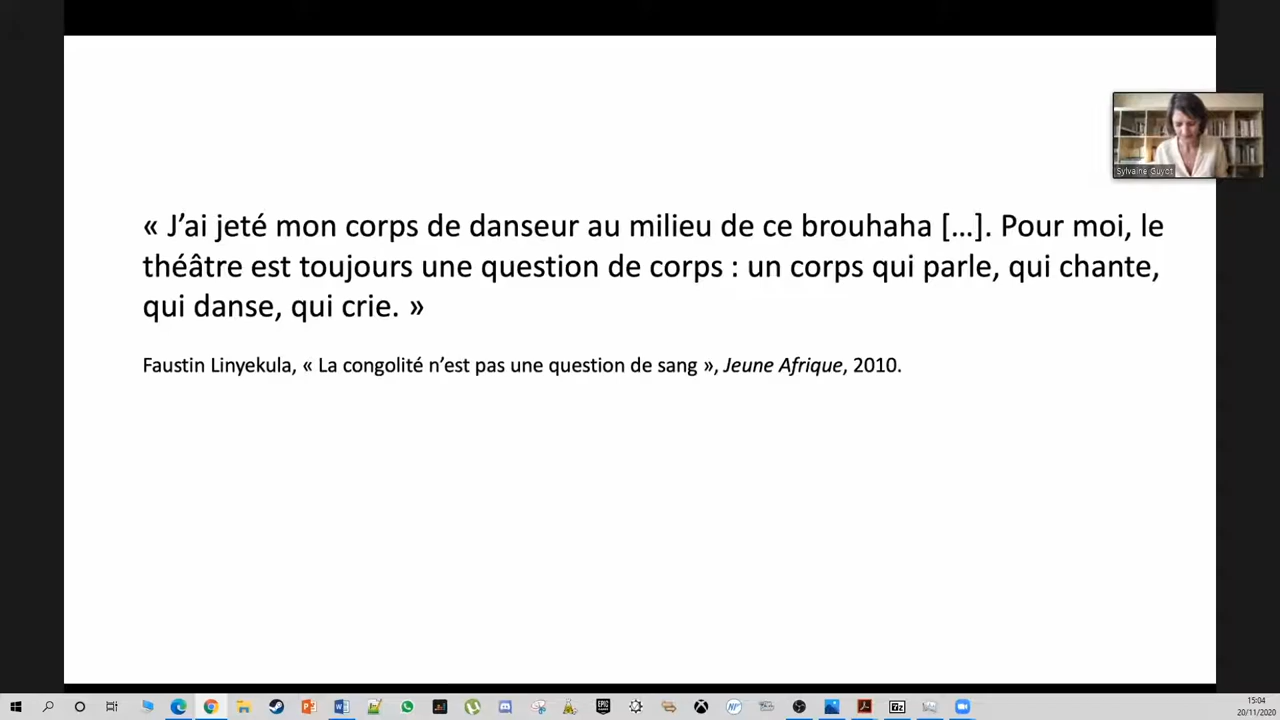 Sylvaine Guyot
« J’ai jeté mon corps de danseur au milieu de ce brouhaha […]. Pour moi, le
théâtre est toujours une question de corps : un corps qui parle, qui chante,
qui danse, qui crie. »
Faustin Linyekula, « La congolité n’est pas une question de sang », Jeune Afrique, 2010.
15:04
20/11/2020